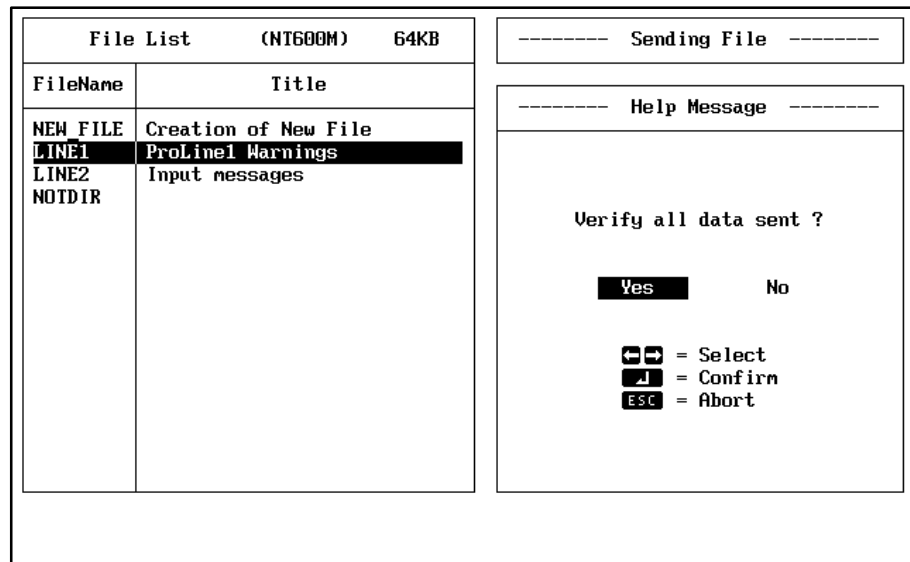 File List (NT600M) 64KB
FileName Title
NEW_FILE Creation of New File
LINE1 ProLine1 Warnings
LINE2 Input messages
NOTDIR
-------- Sending File --------
-------- Help Message --------
Verify all data sent ?
Yes No
←→ = Select
↵ = Confirm
ESC = Abort